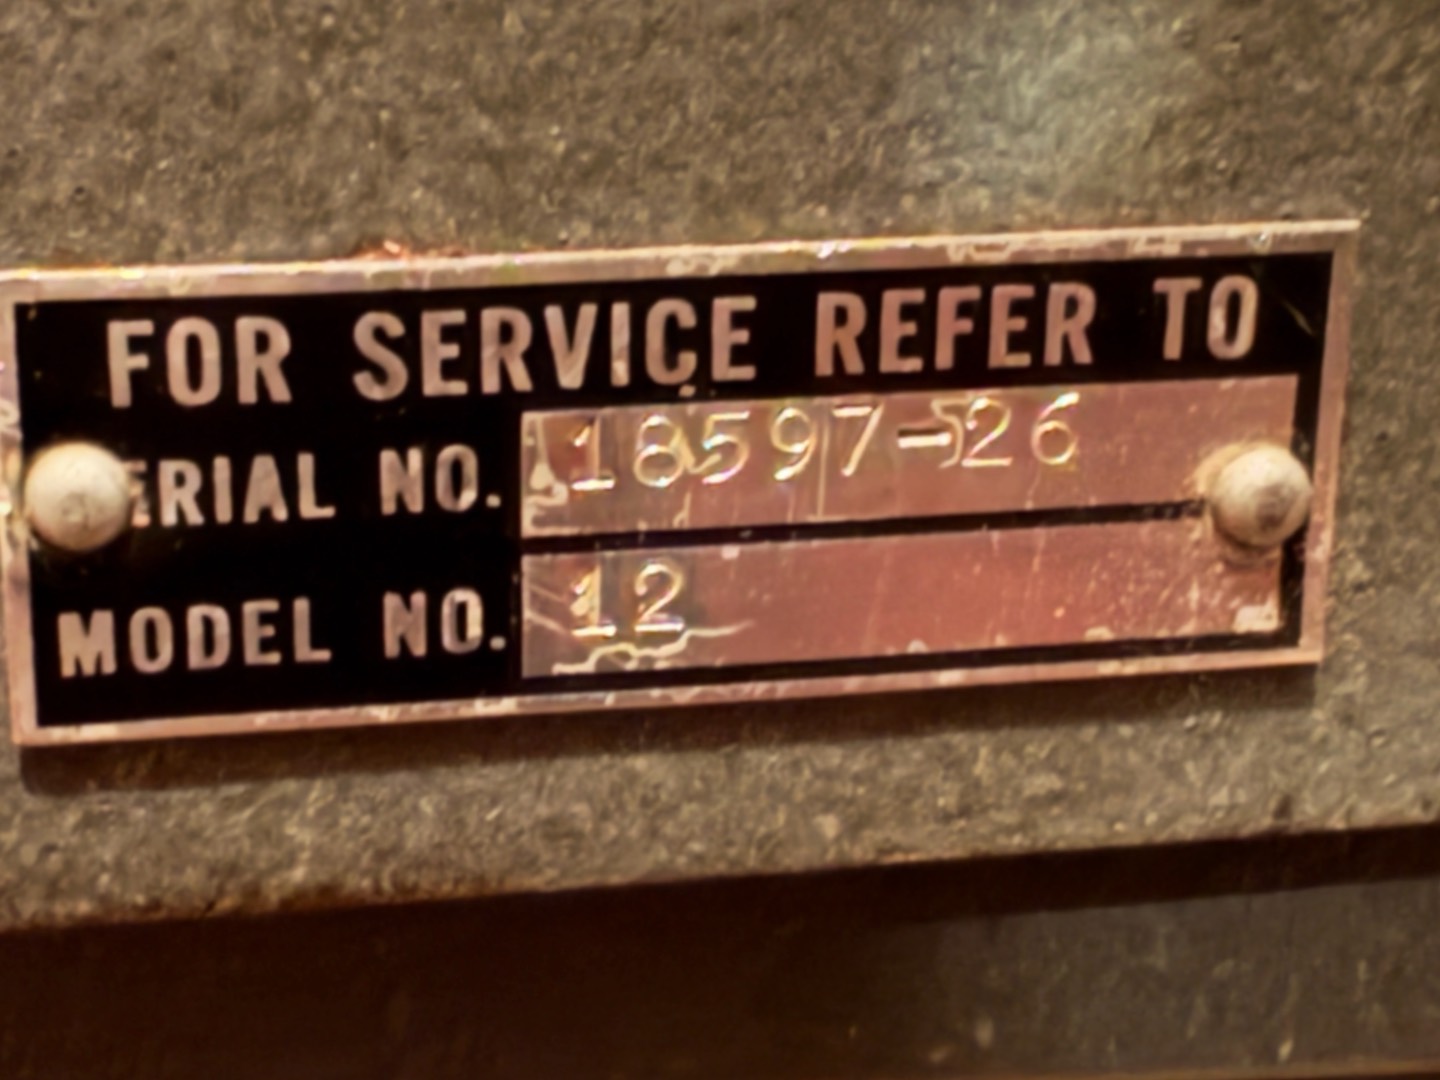 FOR SERVICE REFER TO
ERIAL NO. 18597-526
MODEL NO. 12